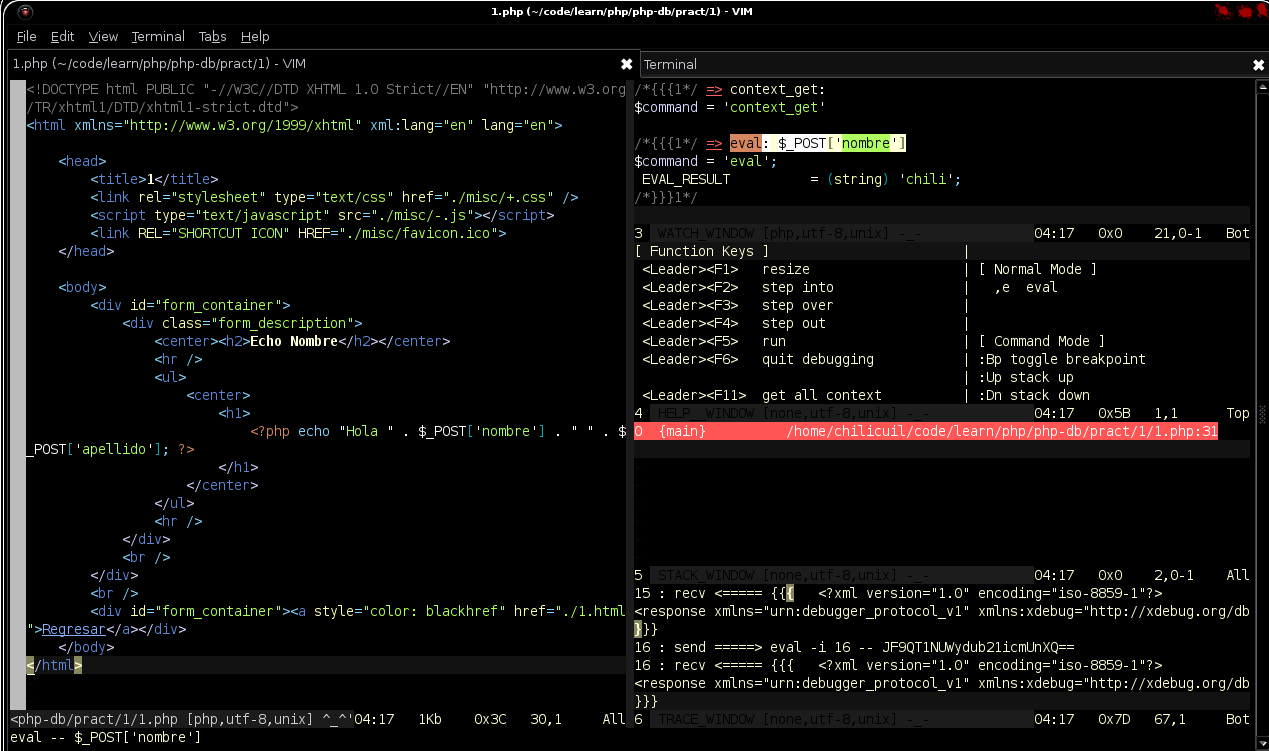 1.php (~/code/learn/php/php-db/pract/1) - VIM
File Edit View Terminal Tabs Help
1.php (~/code/learn/php/php-db/pract/1) - VIM
<!DOCTYPE html PUBLIC "-//W3C//DTD XHTML 1.0 Strict//EN" "http://www.w3.org
/TR/xhtml1/DTD/xhtml1-strict.dtd">
<html xmlns="http://www.w3.org/1999/xhtml" xml:lang="en" lang="en">
<head>
<title>1</title>
<link rel="stylesheet" type="text/css" href="./misc/+.css" />
<script type="text/javascript" src="./misc/-.js"></script>
<link REL="SHORTCUT ICON" HREF="./misc/favicon.ico">
</head>
<body>
<div id="form_container">
<div class="form_description">
<center><h2>Echo Nombre</h2></center>
<hr />
<ul>
<center>
<h1>
<?php echo "Hola " . $_POST['nombre'] . " " . $
_POST['apellido']; ?>
</h1>
</center>
</ul>
<hr />
</div>
<br />
</div>
<br />
<div id="form_container"><a style="color: blackhref" href="./1.html
">Regresar</a></div>
</body>
</html>
<php-db/pract/1/1.php [php,utf-8,unix] ^_^'04:17 1Kb 0x3C 30,1 All
eval -- $_POST['nombre']
Terminal
/*{{{1*/ => context_get:
$command = 'context_get'
/*{{{1*/ => eval: $_POST['nombre']
$command = 'eval';
EVAL_RESULT = (string) 'chili';
/*}}}1*/
3 WATCH_WINDOW [php,utf-8,unix] -_- 04:17 0x0 21,0-1 Bot
[ Function Keys ] |
<Leader><F1> resize | [ Normal Mode ]
<Leader><F2> step into | ,e eval
<Leader><F3> step over |
<Leader><F4> step out |
<Leader><F5> run | [ Command Mode ]
<Leader><F6> quit debugging | :Bp toggle breakpoint
| :Up stack up
<Leader><F11> get all context | :Dn stack down
4 HELP__WINDOW [none,utf-8,unix] -_- 04:17 0x5B 1,1 Top
0 {main} /home/chilicuil/code/learn/php/php-db/pract/1/1.php:31
5 STACK_WINDOW [none,utf-8,unix] -_- 04:17 0x0 2,0-1 All
15 : recv <===== {{{ <?xml version="1.0" encoding="iso-8859-1"?>
<response xmlns="urn:debugger_protocol_v1" xmlns:xdebug="http://xdebug.org/db
}}}
16 : send =====> eval -i 16 -- JF9QT1NUWydub21icmUnXQ==
16 : recv <===== {{{ <?xml version="1.0" encoding="iso-8859-1"?>
<response xmlns="urn:debugger_protocol_v1" xmlns:xdebug="http://xdebug.org/db
}}}
6 TRACE_WINDOW [none,utf-8,unix] -_- 04:17 0x7D 67,1 Bot